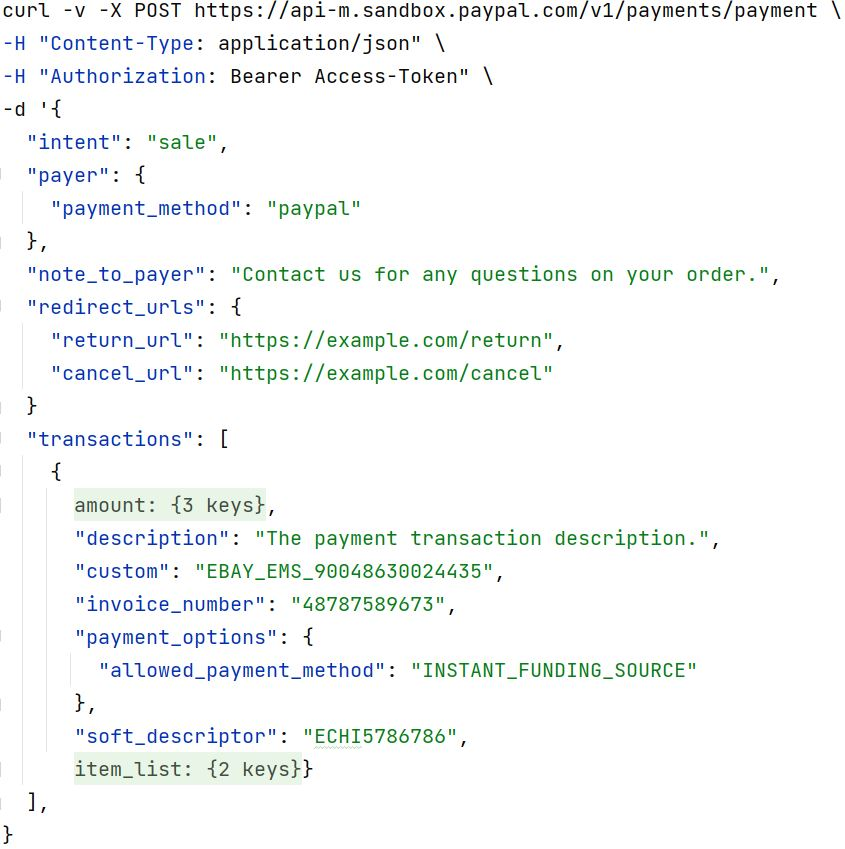 curl -v -X POST https://api-m.sandbox.paypal.com/v1/payments/payment \
-H "Content-Type: application/json" \
-H "Authorization: Bearer Access-Token" \
-d '{
  "intent": "sale",
  "payer": {
    "payment_method": "paypal"
  },
  "note_to_payer": "Contact us for any questions on your order.",
  "redirect_urls": {
    "return_url": "https://example.com/return",
    "cancel_url": "https://example.com/cancel"
  }
  "transactions": [
    {
      amount: {3 keys},
      "description": "The payment transaction description.",
      "custom": "EBAY_EMS_90048630024435",
      "invoice_number": "48787589673",
      "payment_options": {
        "allowed_payment_method": "INSTANT_FUNDING_SOURCE"
      },
      "soft_descriptor": "ECHI5786786",
      item_list: {2 keys}}
  ],
}